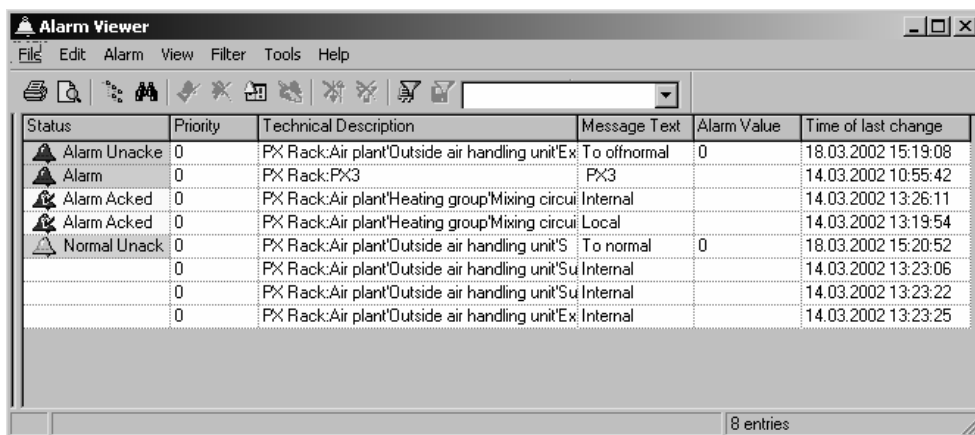 Alarm Viewer
File Edit Alarm View Filter Tools Help
Status Priority Technical Description Message Text Alarm Value Time of last change
Alarm Unacke 0 PX Rack:Air plant'Outside air handling unit'Ex To offnormal 0 18.03.2002 15:19:08
Alarm 0 PX Rack:PX3 PX3 14.03.2002 10:55:42
Alarm Acked 0 PX Rack:Air plant'Heating group'Mixing circui Internal 14.03.2002 13:26:11
Alarm Acked 0 PX Rack:Air plant'Heating group'Mixing circui Local 14.03.2002 13:19:54
Normal Unack 0 PX Rack:Air plant'Outside air handling unit'S To normal 0 18.03.2002 15:20:52
0 PX Rack:Air plant'Outside air handling unit'Su Internal 14.03.2002 13:23:06
0 PX Rack:Air plant'Outside air handling unit'Su Internal 14.03.2002 13:23:22
0 PX Rack:Air plant'Outside air handling unit'Ex Internal 14.03.2002 13:23:25
8 entries